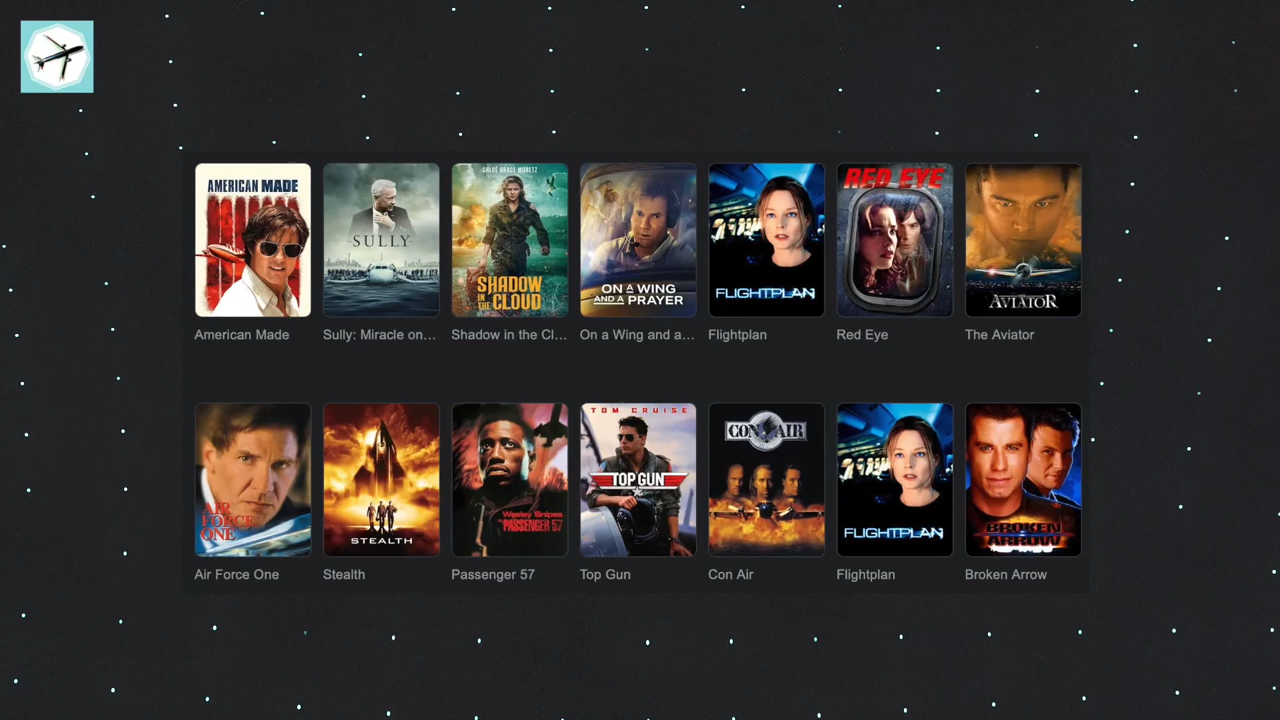 AMERICAN MADE
SULLY
CHLOË GRACE MORETZ
SHADOW
IN THE CLOUD
ON A WING
AND A PRAYER
FLIGHTPLAN
RED EYE
AVIATOR
American Made
Sully: Miracle on...
Shadow in the Cl...
On a Wing and a...
Flightplan
Red Eye
The Aviator
AIR
FORCE
ONE
STEALTH
Wesley Snipes
PASSENGER 57
TOM CRUISE
TOP GUN
CON AIR
FLIGHTPLAN
BROKEN
ARROW
Air Force One
Stealth
Passenger 57
Top Gun
Con Air
Flightplan
Broken Arrow